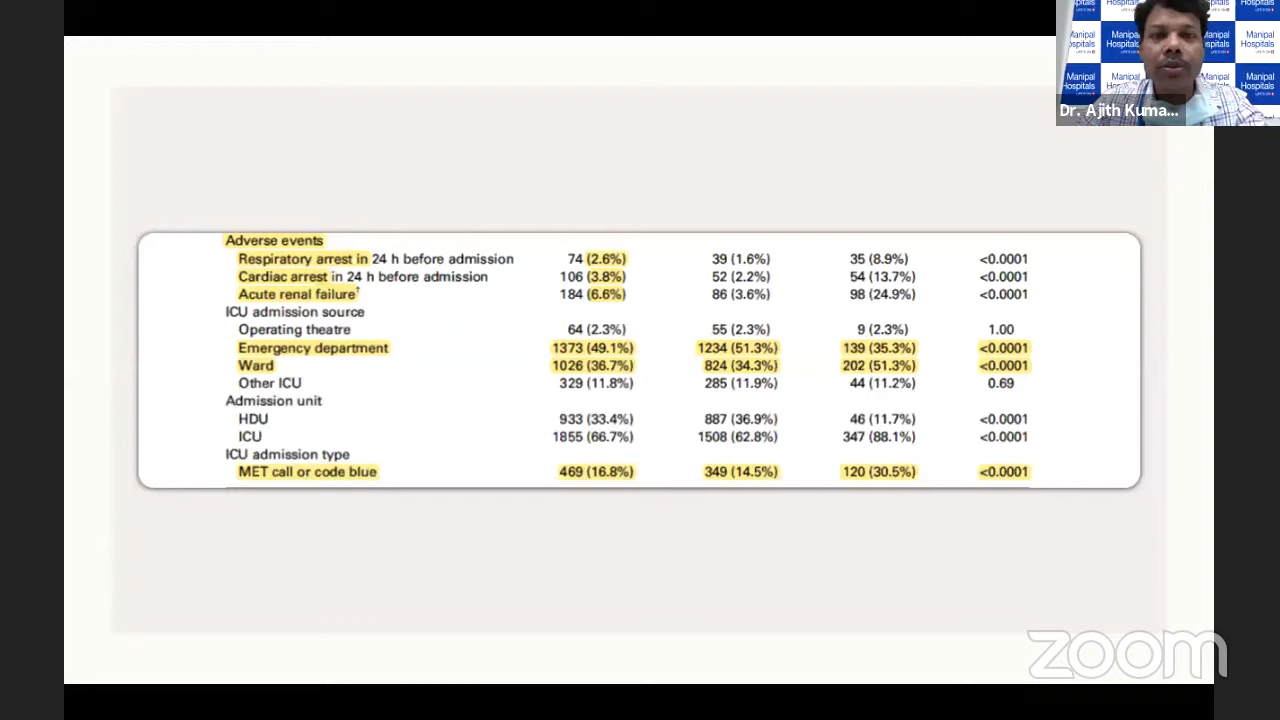 Manipal
Hospitals
LIFE'S ON
Dr. Ajith Kuma...
Adverse events
Respiratory arrest in 24 h before admission 74 (2.6%) 39 (1.6%) 35 (8.9%) <0.0001
Cardiac arrest in 24 h before admission 106 (3.8%) 52 (2.2%) 54 (13.7%) <0.0001
Acute renal failure† 184 (6.6%) 86 (3.6%) 98 (24.9%) <0.0001
ICU admission source
Operating theatre 64 (2.3%) 55 (2.3%) 9 (2.3%) 1.00
Emergency department 1373 (49.1%) 1234 (51.3%) 139 (35.3%) <0.0001
Ward 1026 (36.7%) 824 (34.3%) 202 (51.3%) <0.0001
Other ICU 329 (11.8%) 285 (11.9%) 44 (11.2%) 0.69
Admission unit
HDU 933 (33.4%) 887 (36.9%) 46 (11.7%) <0.0001
ICU 1855 (66.7%) 1508 (62.8%) 347 (88.1%) <0.0001
ICU admission type
MET call or code blue 469 (16.8%) 349 (14.5%) 120 (30.5%) <0.0001
zoom